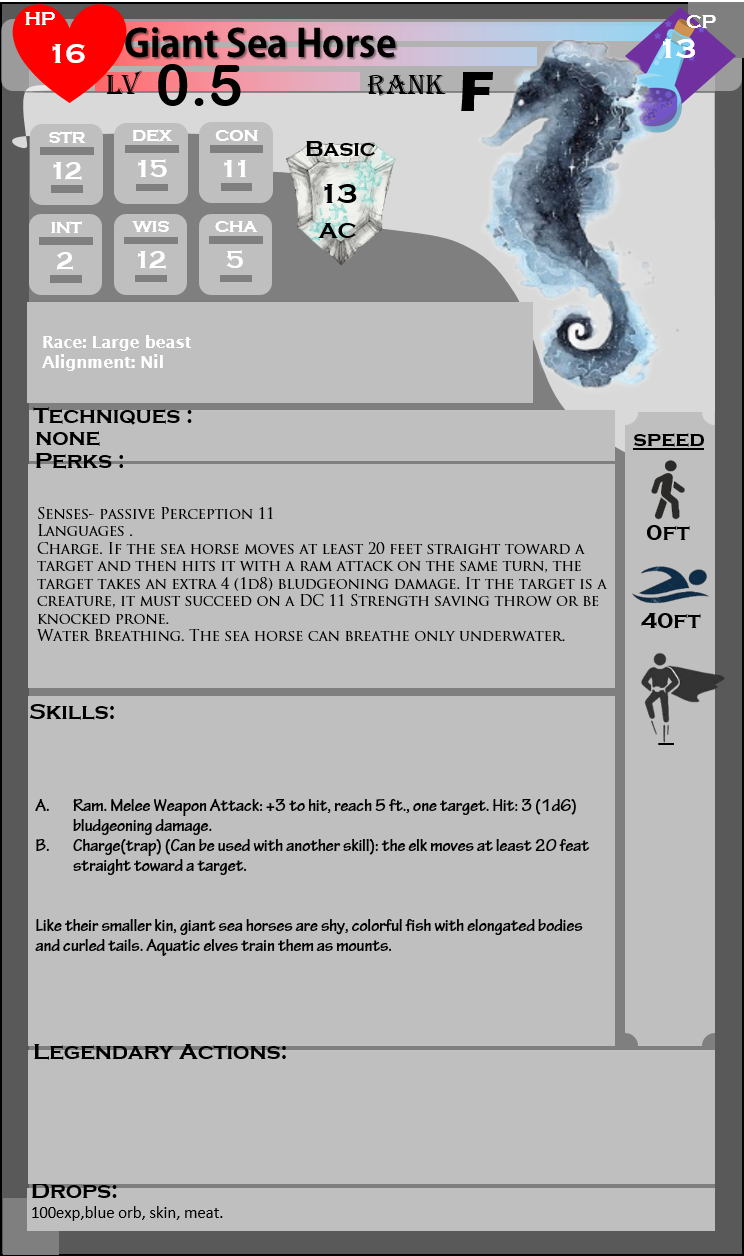 HP
16
Giant Sea Horse
CP
13
LV 0.5 RANK F
STR
12
DEX
15
CON
11
INT
2
WIS
12
CHA
5
Basic
13
AC
Race: Large beast
Alignment: Nil
Techniques :
NONE
Perks :
Senses- passive Perception 11
Languages .
Charge. If the sea horse moves at least 20 feet straight toward a
target and then hits it with a ram attack on the same turn, the
target takes an extra 4 (1d8) bludgeoning damage. It the target is a
creature, it must succeed on a DC 11 Strength saving throw or be
knocked prone.
Water Breathing. The sea horse can breathe only underwater.
SPEED
0FT
40FT
Skills:
A. Ram. Melee Weapon Attack: +3 to hit, reach 5 ft., one target. Hit: 3 (1d6)
bludgeoning damage.
B. Charge(trap) (Can be used with another skill): the elk moves at least 20 feat
straight toward a target.
Like their smaller kin, giant sea horses are shy, colorful fish with elongated bodies
and curled tails. Aquatic elves train them as mounts.
Legendary Actions:
Drops:
100exp,blue orb, skin, meat.